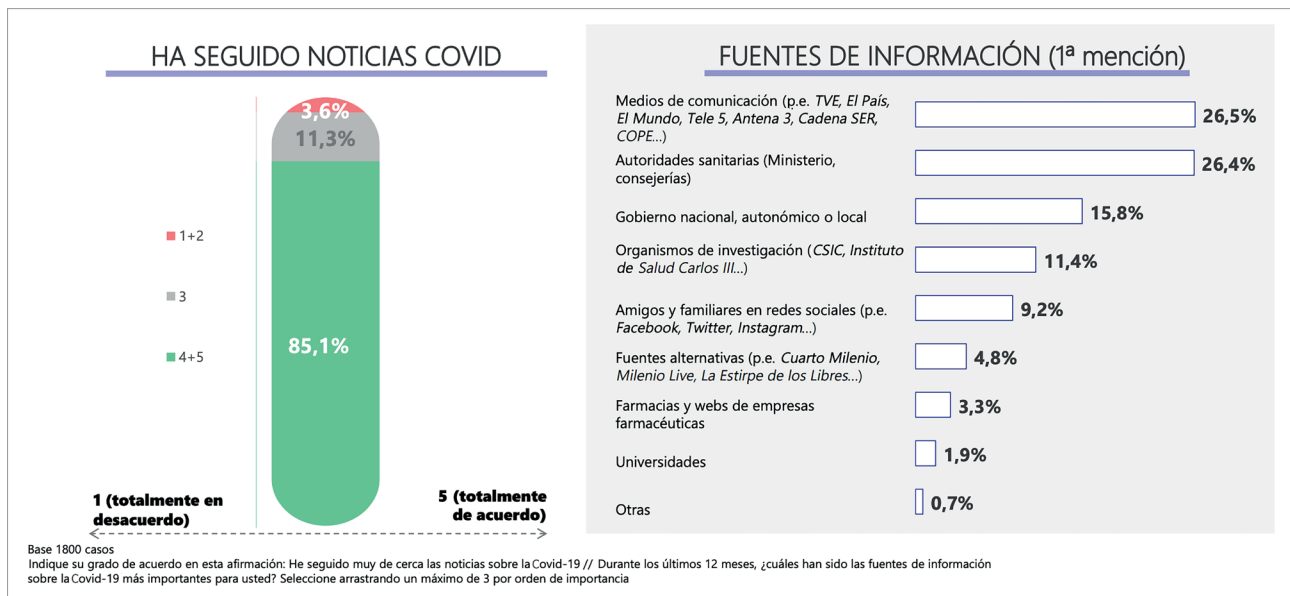 HA SEGUIDO NOTICIAS COVID
3,6%
11,3%
85,1%
1+2
3
4+5
1 (totalmente en
desacuerdo)
5 (totalmente
de acuerdo)
FUENTES DE INFORMACIÓN (1ª mención)
Medios de comunicación (p.e. TVE, El País,
El Mundo, Tele 5, Antena 3, Cadena SER,
COPE...)
26,5%
Autoridades sanitarias (Ministerio,
consejerías)
26,4%
Gobierno nacional, autonómico o local
15,8%
Organismos de investigación (CSIC, Instituto
de Salud Carlos III...)
11,4%
Amigos y familiares en redes sociales (p.e.
Facebook, Twitter, Instagram...)
9,2%
Fuentes alternativas (p.e. Cuarto Milenio,
Milenio Live, La Estirpe de los Libres...)
4,8%
Farmacias y webs de empresas
farmacéuticas
3,3%
Universidades
1,9%
Otras
0,7%
Base 1800 casos
Indique su grado de acuerdo en esta afirmación: He seguido muy de cerca las noticias sobre la Covid-19 // Durante los últimos 12 meses, ¿cuáles han sido las fuentes de información
sobre la Covid-19 más importantes para usted? Seleccione arrastrando un máximo de 3 por orden de importancia